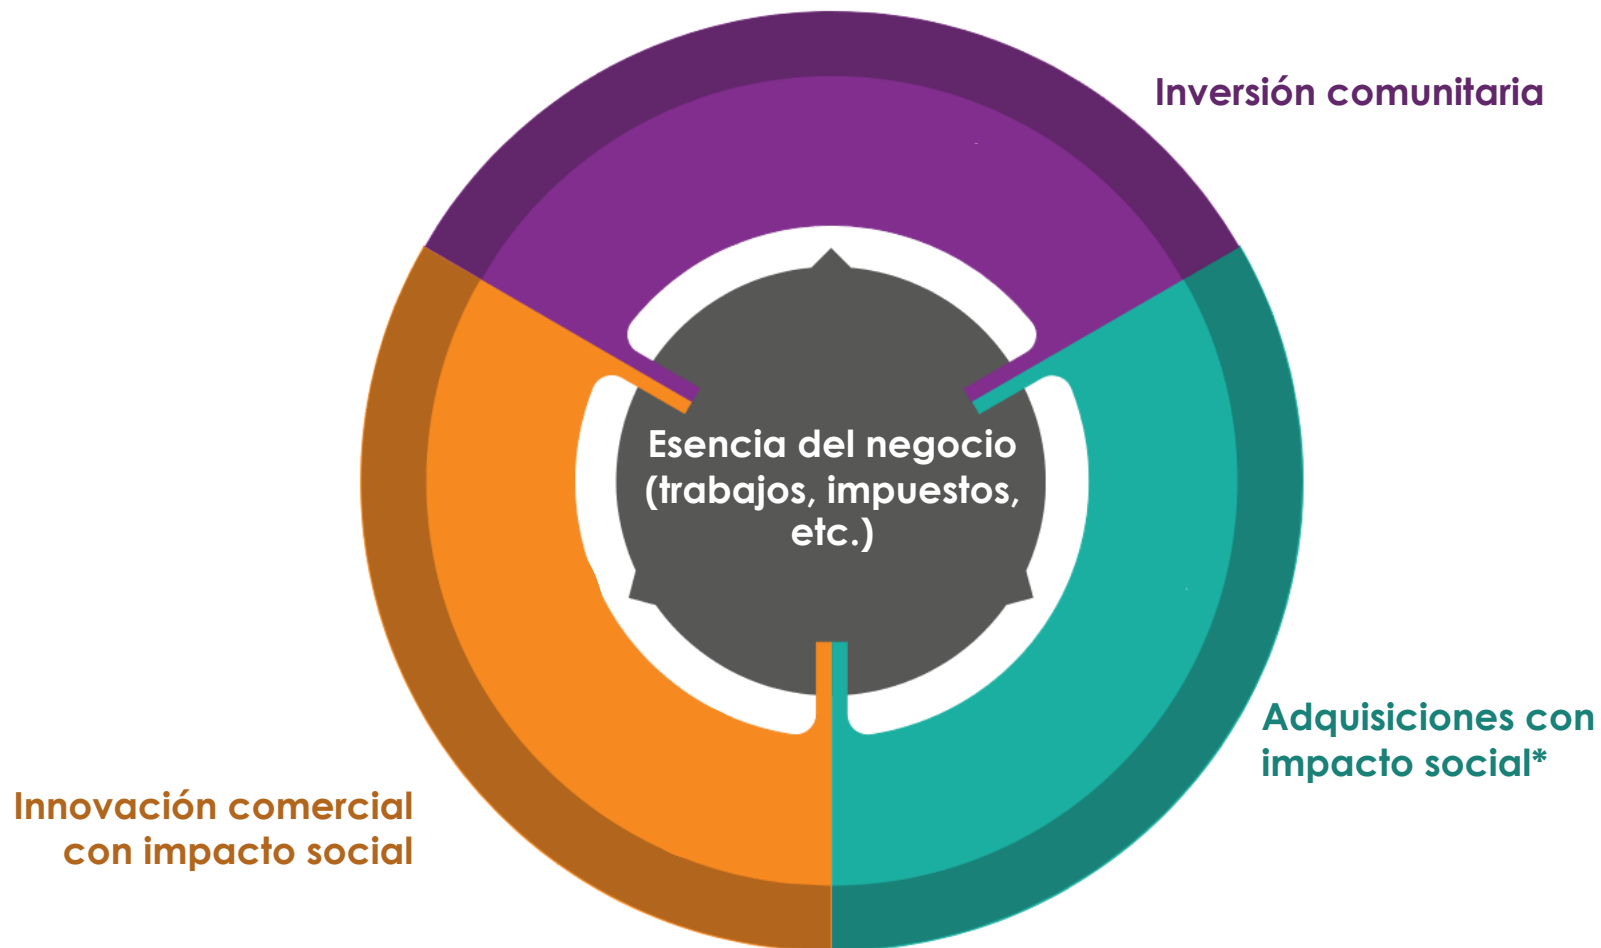 Inversión comunitaria
Esencia del negocio
(trabajos, impuestos,
etc.)
Adquisiciones con
impacto social*
Innovación comercial
con impacto social